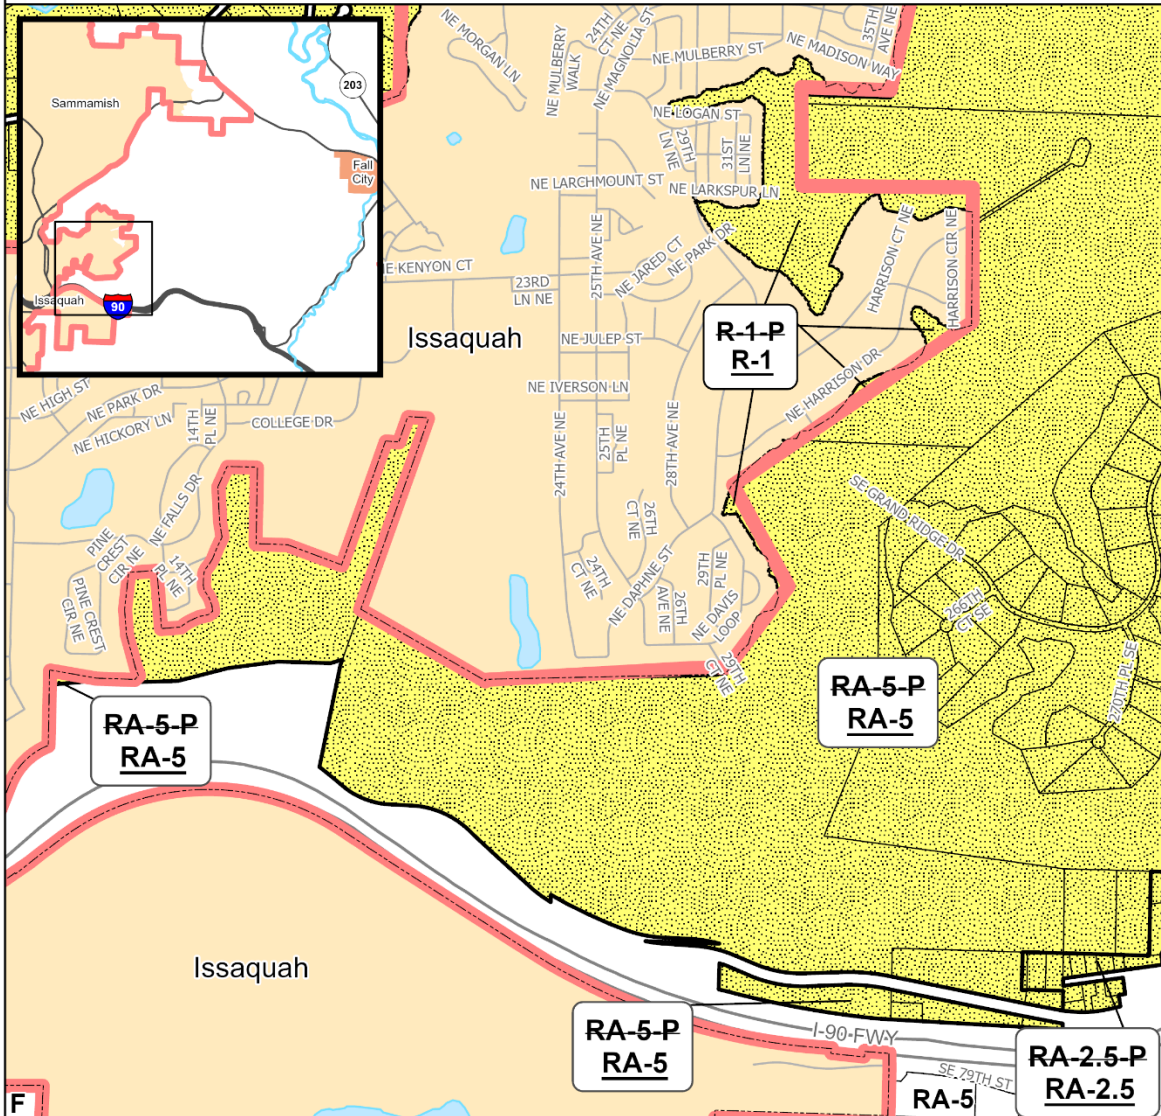 Sammamish
203
Fall
City
Issaquah
90
NE MORGAN LN
NE MULBERRY
WALK
24TH
CT NE
NE MAGNOLIA ST
NE MULBERRY ST
NE MADISON WAY
35TH
AVE NE
NE LOGAN ST
29TH
LN NE
31ST
LN NE
NE LARCHMOUNT ST
NE LARKSPUR LN
NE KENYON CT
23RD
LN NE
25TH AVE NE
NE JARED CT
NE PARK DR
HARRISON CT NE
HARRISON CIR NE
Issaquah
NE JULEP ST
R-1-P
R-1
NE IVERSON LN
NE HARRISON DR
NE HIGH ST
NE PARK DR
NE HICKORY LN
14TH
PL NE
COLLEGE DR
24TH AVE NE
25TH
PL NE
28TH AVE NE
NE FALLS DR
PINE
CREST
CIR NE
14TH
PL NE
PINE CREST
CIR NE
26TH
CT NE
24TH
CT NE
NE DAPHNE ST
26TH
AVE NE
29TH
PL NE
NE DAVIS
LOOP
29TH
CT NE
SE GRAND RIDGE DR
266TH
CT SE
270TH PL SE
RA-5-P
RA-5
RA-5-P
RA-5
Issaquah
RA-5-P
RA-5
I-90 FWY
SE 79TH ST
RA-2.5-P
RA-2.5
RA-5
F